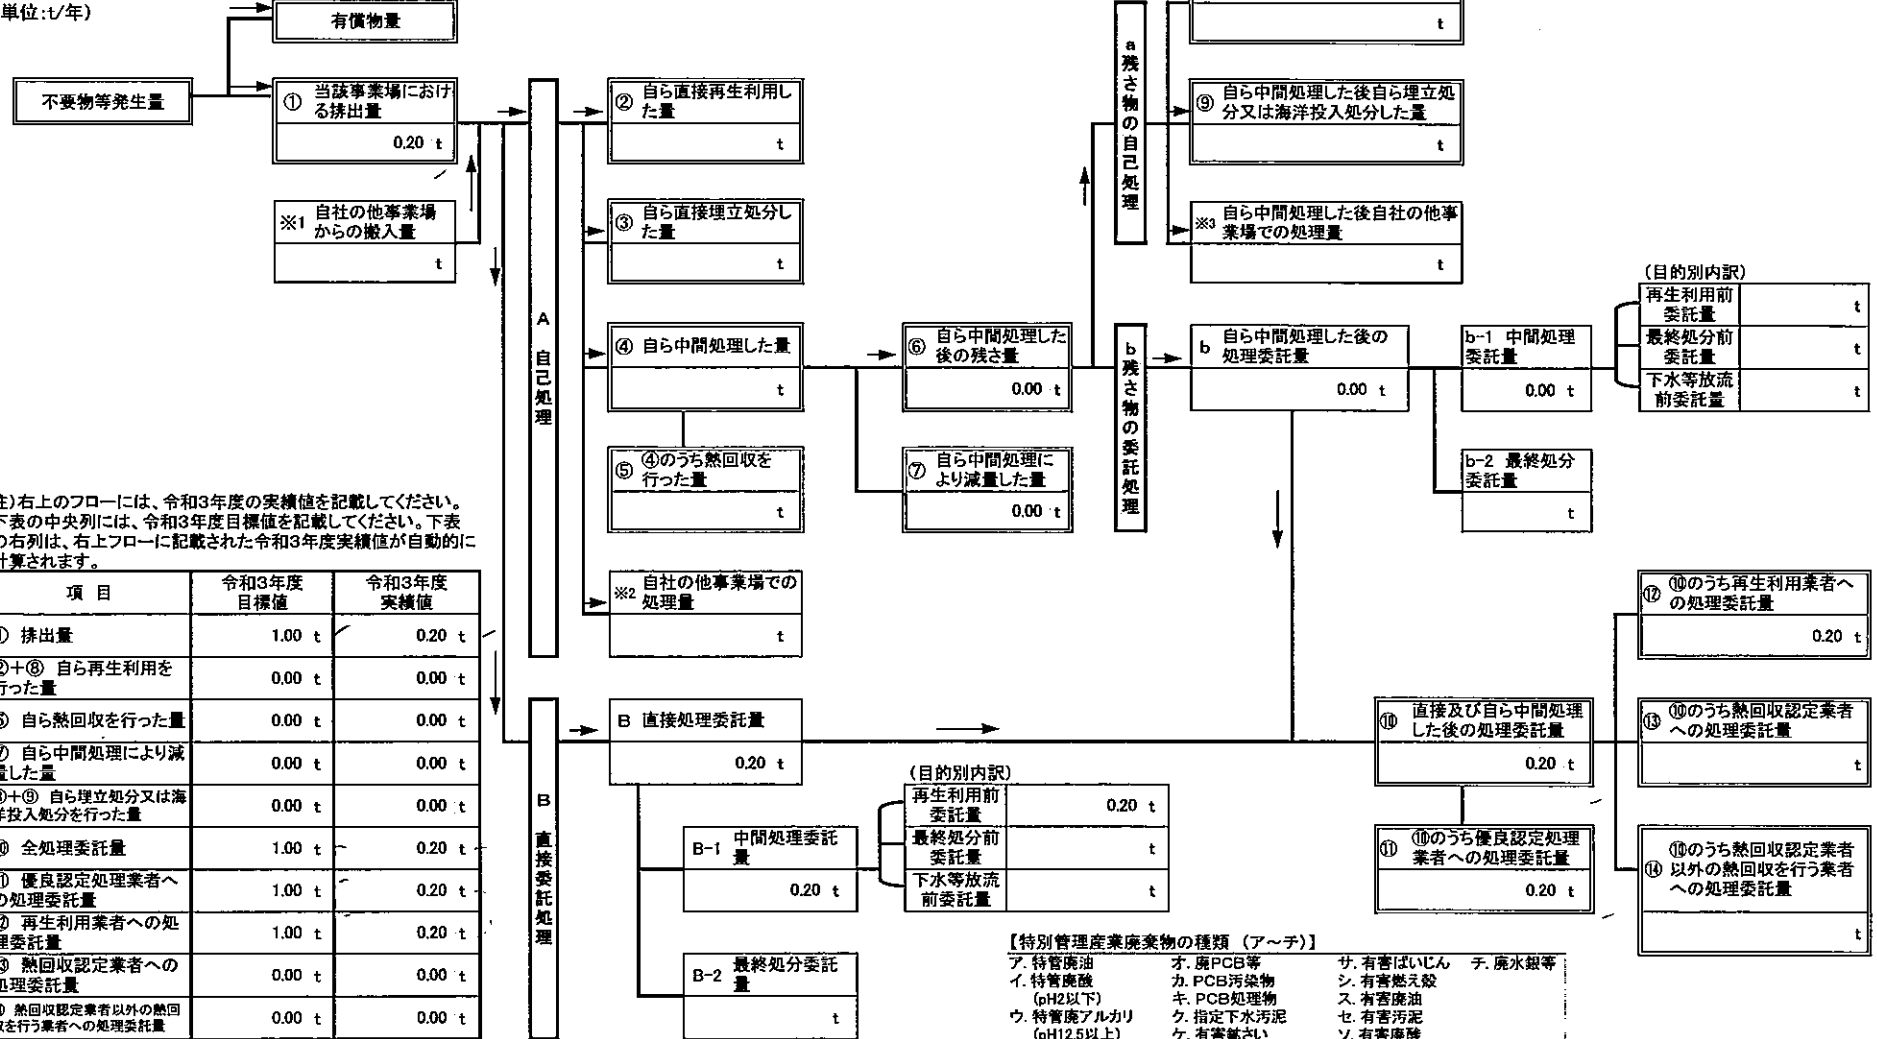 単位:t/年)
有償物量
不要物等発生量
① 当該事業場におけ
る排出量
0.20 t
※1 自社の他事業場
からの搬入量
t
A 自己処理
② 自ら直接再生利用し
た量
t
③ 自ら直接埋立処分し
た量
t
④ 自ら中間処理した量
t
⑤ ④のうち熱回収を
行った量
t
※2 自社の他事業場での
処理量
t
⑥ 自ら中間処理した
後の残さ量
0.00 t
⑦ 自ら中間処理に
より減量した量
0.00 t
a 残さ物の自己処理
t
⑨ 自ら中間処理した後自ら埋立処
分又は海洋投入処分した量
t
※3 自ら中間処理した後自社の他事
業場での処理量
t
b 残さ物の委託処理
b 自ら中間処理した後の
処理委託量
0.00 t
b-1 中間処理
委託量
0.00 t
(目的別内訳)
再生利用前
委託量 t
最終処分前
委託量 t
下水等放流
前委託量 t
b-2 最終処分
委託量
t
注)右上のフローには、令和3年度の実績値を記載してください。
下表の中央列には、令和3年度目標値を記載してください。下表
の右列は、右上フローに記載された令和3年度実績値が自動的に
計算されます。
項 目 令和3年度 目標値 令和3年度 実績値
① 排出量 1.00 t 0.20 t
②+⑧ 自ら再生利用を
行った量 0.00 t 0.00 t
⑤ 自ら熱回収を行った量 0.00 t 0.00 t
⑦ 自ら中間処理により減
量した量 0.00 t 0.00 t
③+⑨ 自ら埋立処分又は海
洋投入処分を行った量 0.00 t 0.00 t
⑩ 全処理委託量 1.00 t 0.20 t
⑪ 優良認定処理業者へ
の処理委託量 1.00 t 0.20 t
⑫ 再生利用業者への処
理委託量 1.00 t 0.20 t
⑬ 熱回収認定業者への
処理委託量 0.00 t 0.00 t
⑭ 熱回収認定業者以外の熱回
収を行う業者への処理委託量 0.00 t 0.00 t
B 直接委託処理
B 直接処理委託量
0.20 t
B-1 中間処理委託
量
0.20 t
(目的別内訳)
再生利用前
委託量 0.20 t
最終処分前
委託量 t
下水等放流
前委託量 t
B-2 最終処分委託
量
t
⑩ 直接及び自ら中間処理
した後の処理委託量
0.20 t
⑪ ⑩のうち優良認定処理
業者への処理委託量
0.20 t
⑫ ⑩のうち再生利用業者へ
の処理委託量
0.20 t
⑬ ⑩のうち熱回収認定業者
への処理委託量
t
⑭ ⑩のうち熱回収認定業者
以外の熱回収を行う業者
への処理委託量
t
【特別管理産業廃棄物の種類 (ア~チ)】
ア. 特管廃油 オ. 廃PCB等 サ. 有害ばいじん チ. 廃水銀等
イ. 特管廃酸 カ. PCB汚染物 シ. 有害燃え殻
(pH2以下) キ. PCB処理物 ス. 有害廃油
ウ. 特管廃アルカリ ク. 指定下水汚泥 セ. 有害汚泥
(pH12.5以上) ケ. 有害鉱さい ソ. 有害廃酸